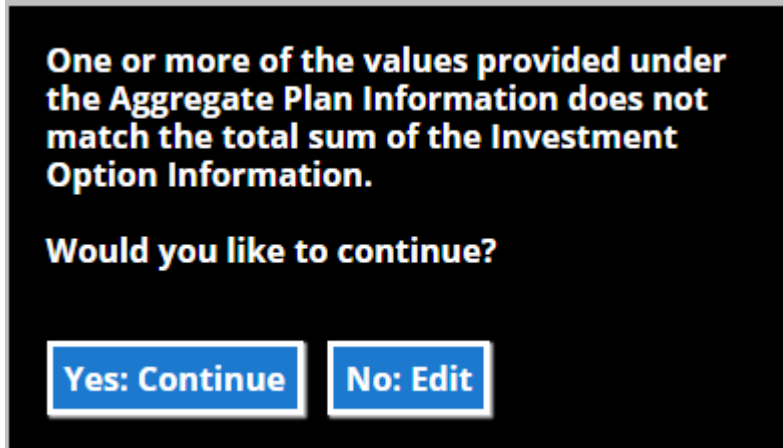 One or more of the values provided under
the Aggregate Plan Information does not
match the total sum of the Investment
Option Information.
Would you like to continue?
Yes: Continue No: Edit